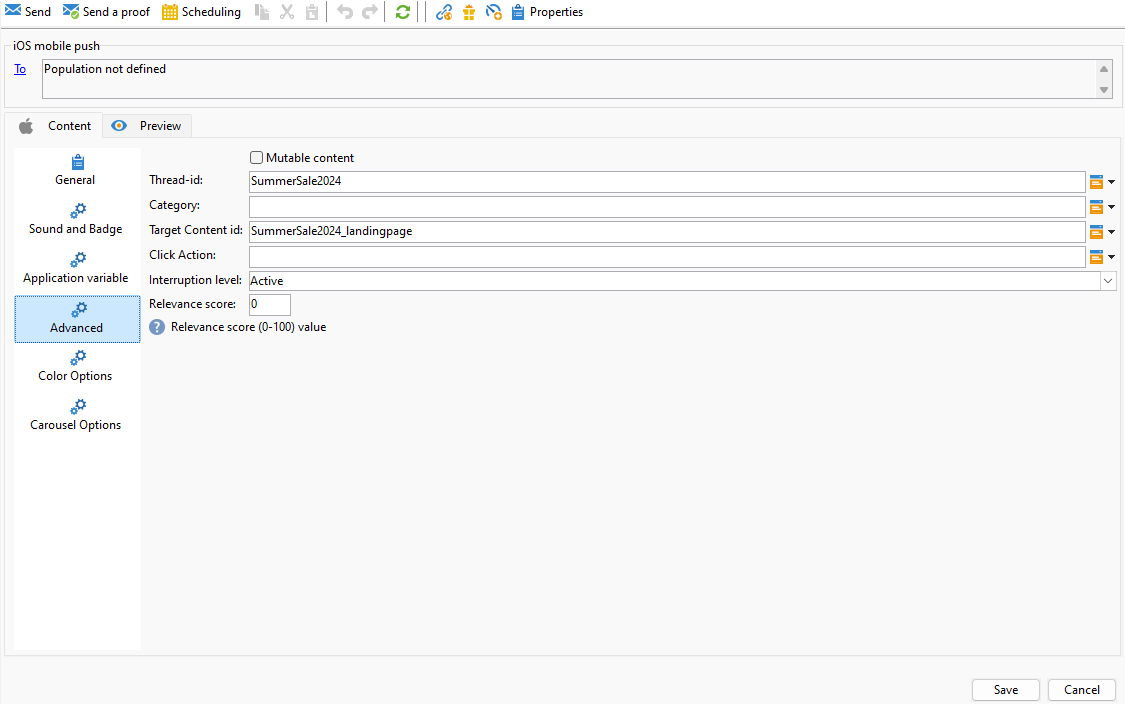 Send Send a proof Scheduling Properties
iOS mobile push
To Population not defined
Content Preview
General
Sound and Badge
Application variable
Advanced
Color Options
Carousel Options
Mutable content
Thread-id: SummerSale2024
Category:
Target Content id: SummerSale2024_landingpage
Click Action:
Interruption level: Active
Relevance score: 0
? Relevance score (0-100) value
Save Cancel